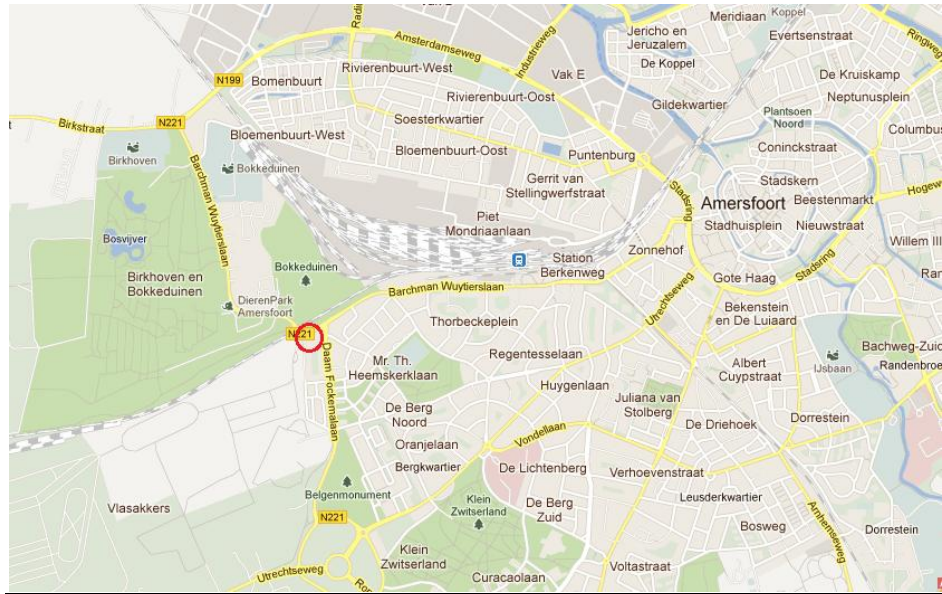 Meridiaan
Koppel
Jericho en
Jeruzalem
Evertsenstraat
Ringweg
Amsterdamseweg
Industrieweg
De Koppel
N199
Bomenbuurt
Rivierenbuurt-West
Vak E
De Kruiskamp
Rivierenbuurt-Oost
Gildekwartier
Neptunusplein
Plantsoen
Noord
Birkstraat
N221
Soesterkwartier
Bloemenbuurt-West
Bloemenbuurt-Oost
Puntenburg
Coninckstraat
Columbus
Birkhoven
Bokkeduinen
Barchman Wuytierslaan
Gerrit van
Stellingwerfstraat
Stadsring
Stadskern
Amersfoort
Beestenmarkt
Hogew
Piet
Mondriaanlaan
Stadhuisplein
Nieuwstraat
Bosvijver
Zonnehof
Willem III
Station
Berkenweg
Bokkeduinen
Gote Haag
Stadsring
Birkhoven en
Bokkeduinen
Barchman Wuytierslaan
Utrechtseweg
DierenPark
Amersfoort
Bekenstein
en De Luiaard
Thorbeckeplein
N221
Daam Fockemalaan
Regentesselaan
Mr. Th.
Heemskerklaan
Albert
Cuypstraat
IJsbaan
Bachweg-Zuid
Randenbroe
Huygenlaan
Juliana van
Stolberg
De Berg
Noord
De Driehoek
Dorrestein
Oranjelaan
Vondellaan
Bergkwartier
De Lichtenberg
Verhoevenstraat
Belgenmonument
Leusderkwartier
Vlasakkers
Klein
Zwitserland
De Berg
Zuid
N221
Bosweg
Arnhemseweg
Dorrestein
Klein
Zwitserland
Voltastraat
Utrechtseweg
Curacaolaan